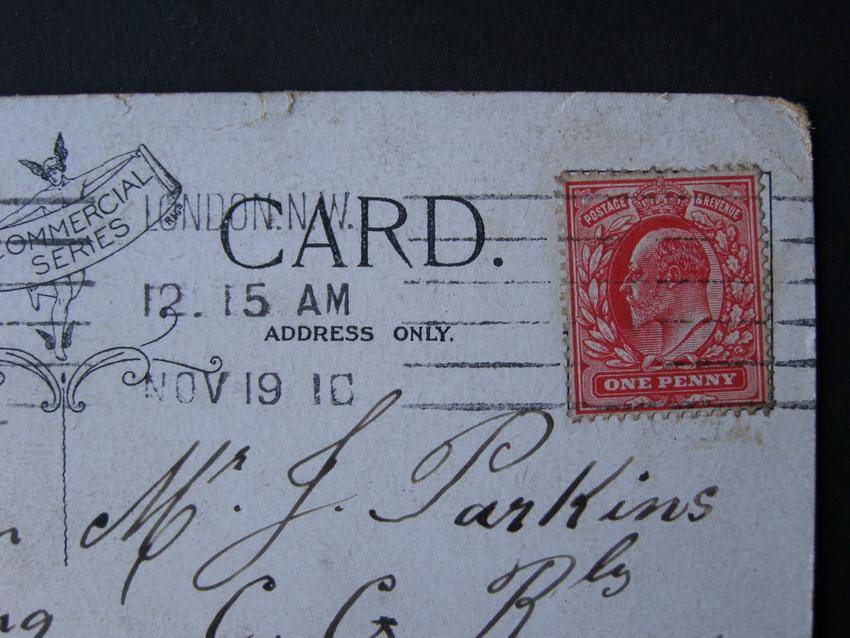 COMMERCIAL
SERIES
REGD
LONDON.N.W.
CARD.
12. 15 AM
ADDRESS ONLY.
NOV 19 10
POSTAGE & REVENUE
ONE PENNY
Mr. J. Parkins
C. G. Rly